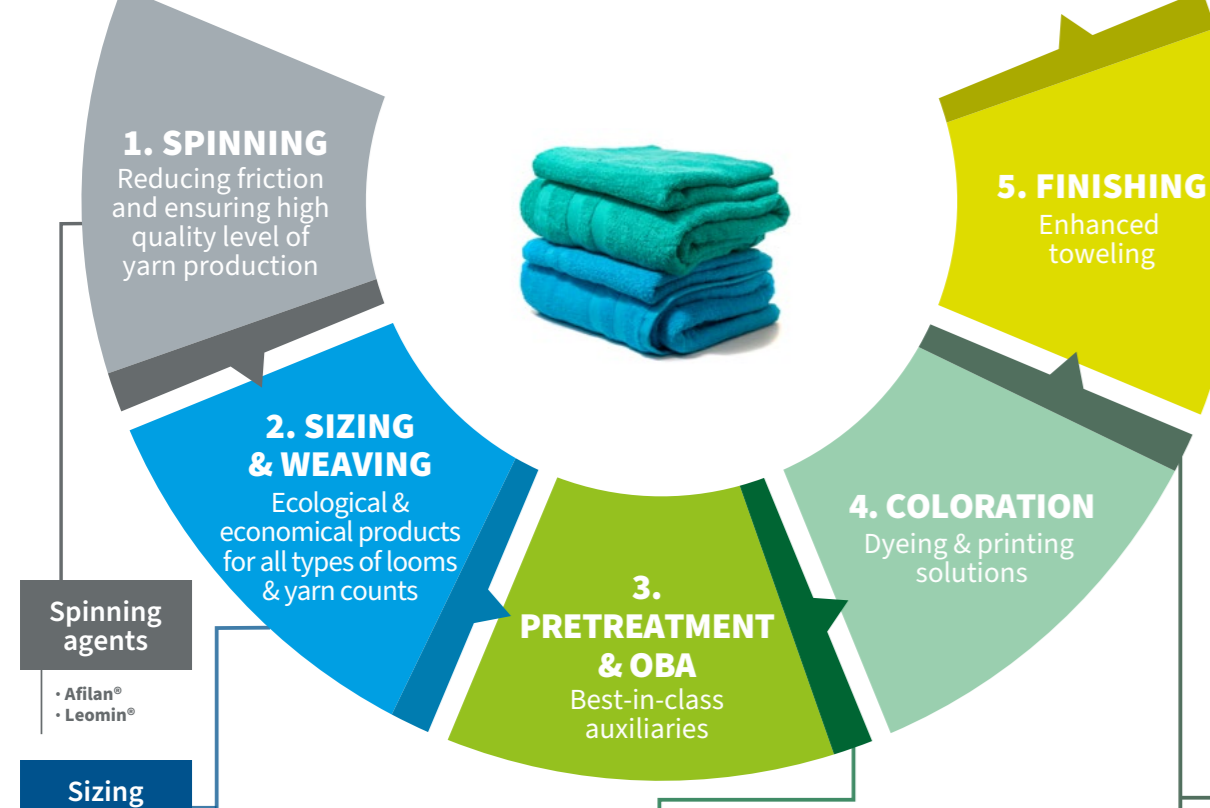 1. SPINNING
Reducing friction
and ensuring high
quality level of
yarn production
2. SIZING
& WEAVING
Ecological &
economical products
for all types of looms
& yarn counts
3.
PRETREATMENT
& OBA
Best-in-class
auxiliaries
4. COLORATION
Dyeing & printing
solutions
5. FINISHING
Enhanced
toweling
Spinning
agents
• Afilan®
• Leomin®
Sizing